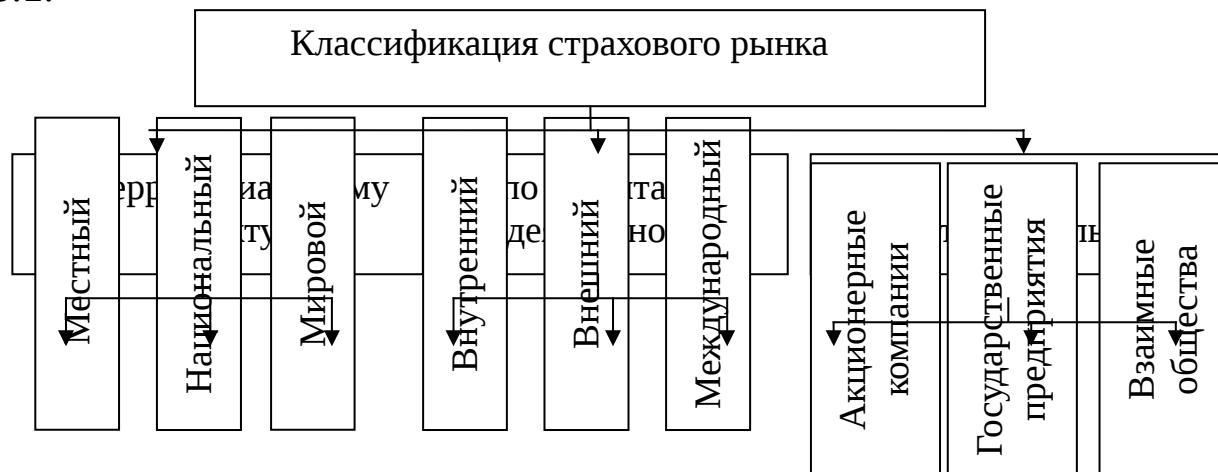 Классификация страхового рынка
Местный
Национальный
Мировой
Внутренний
Внешний
Международный
Акционерные
компании
Государственные
предприятия
Взаимные
общества